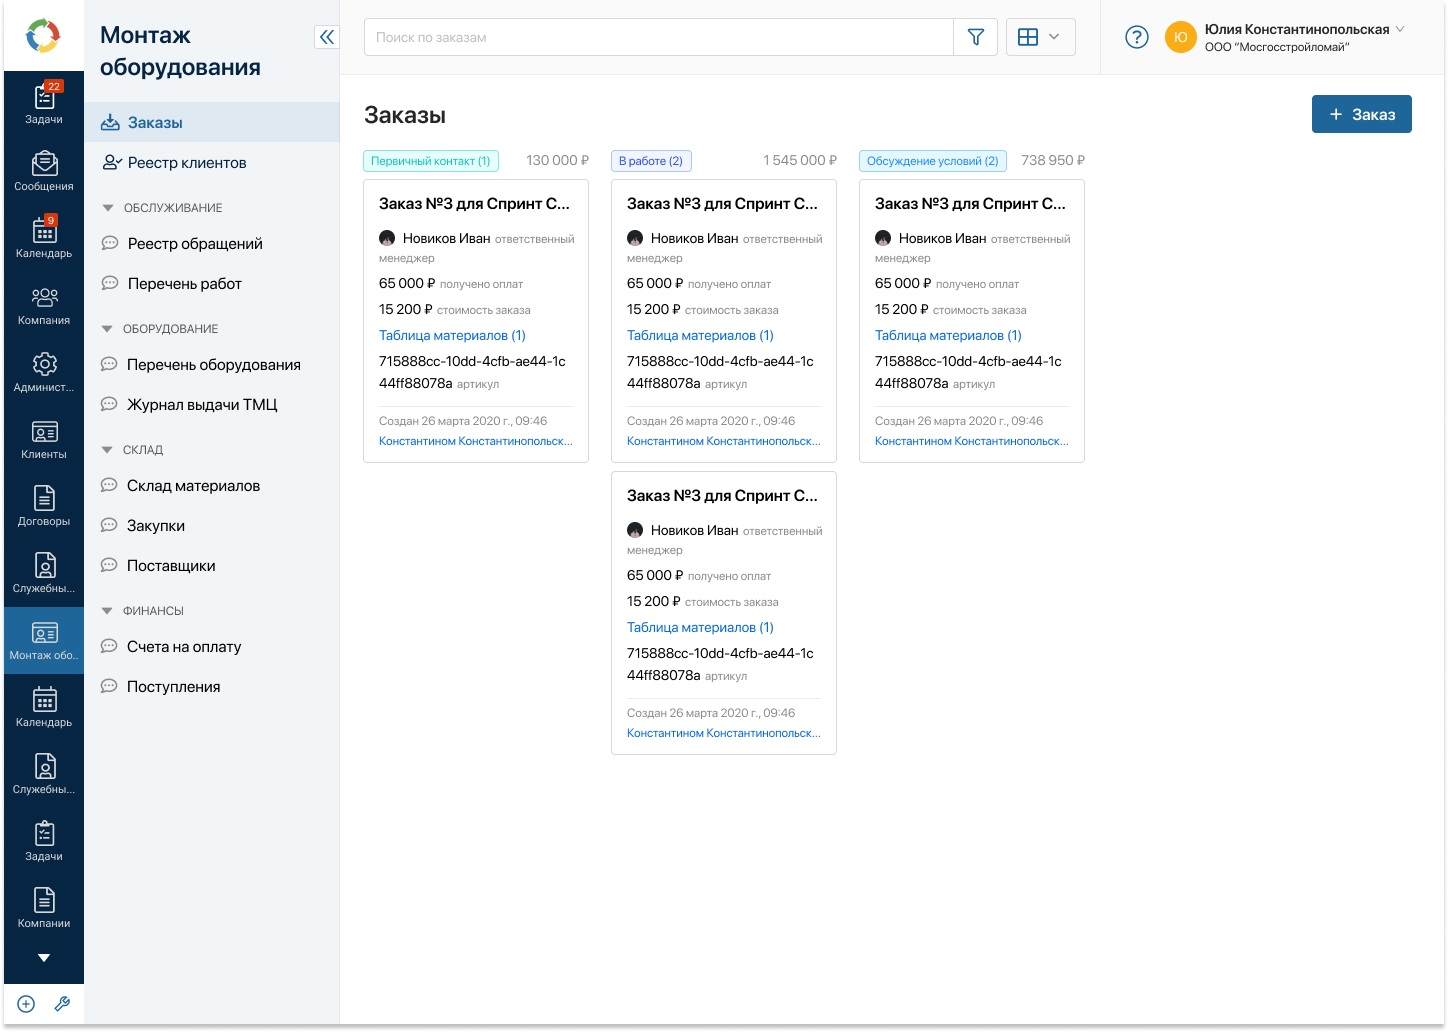 22
Задачи
Сообщения
9
Календарь
Компания
Админист...
Клиенты
Договоры
Служебны...
Монтаж обо..
Календарь
Служебны...
Задачи
Компании
Монтаж
оборудования
Заказы
Реестр клиентов
ОБСЛУЖИВАНИЕ
Реестр обращений
Перечень работ
ОБОРУДОВАНИЕ
Перечень оборудования
Журнал выдачи ТМЦ
СКЛАД
Склад материалов
Закупки
Поставщики
ФИНАНСЫ
Счета на оплату
Поступления
Поиск по заказам
?
Ю
Юлия Константинопольская
ООО “Мосгосстройломай”
Заказы
+ Заказ
Первичный контакт (1) 130 000 ₽
Заказ №3 для Спринт С...
Новиков Иван ответственный
менеджер
65 000 ₽ получено оплат
15 200 ₽ стоимость заказа
Таблица материалов (1)
715888cc-10dd-4cfb-ae44-1c
44ff88078a артикул
Создан 26 марта 2020 г., 09:46
Константином Константинопольск...
В работе (2) 1 545 000 ₽
Заказ №3 для Спринт С...
Новиков Иван ответственный
менеджер
65 000 ₽ получено оплат
15 200 ₽ стоимость заказа
Таблица материалов (1)
715888cc-10dd-4cfb-ae44-1c
44ff88078a артикул
Создан 26 марта 2020 г., 09:46
Константином Константинопольск...
Заказ №3 для Спринт С...
Новиков Иван ответственный
менеджер
65 000 ₽ получено оплат
15 200 ₽ стоимость заказа
Таблица материалов (1)
715888cc-10dd-4cfb-ae44-1c
44ff88078a артикул
Создан 26 марта 2020 г., 09:46
Константином Константинопольск...
Обсуждение условий (2) 738 950 ₽
Заказ №3 для Спринт С...
Новиков Иван ответственный
менеджер
65 000 ₽ получено оплат
15 200 ₽ стоимость заказа
Таблица материалов (1)
715888cc-10dd-4cfb-ae44-1c
44ff88078a артикул
Создан 26 марта 2020 г., 09:46
Константином Константинопольск...